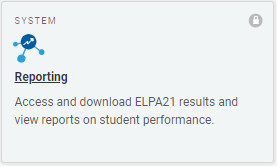 SYSTEM
Reporting
Access and download ELPA21 results and
view reports on student performance.